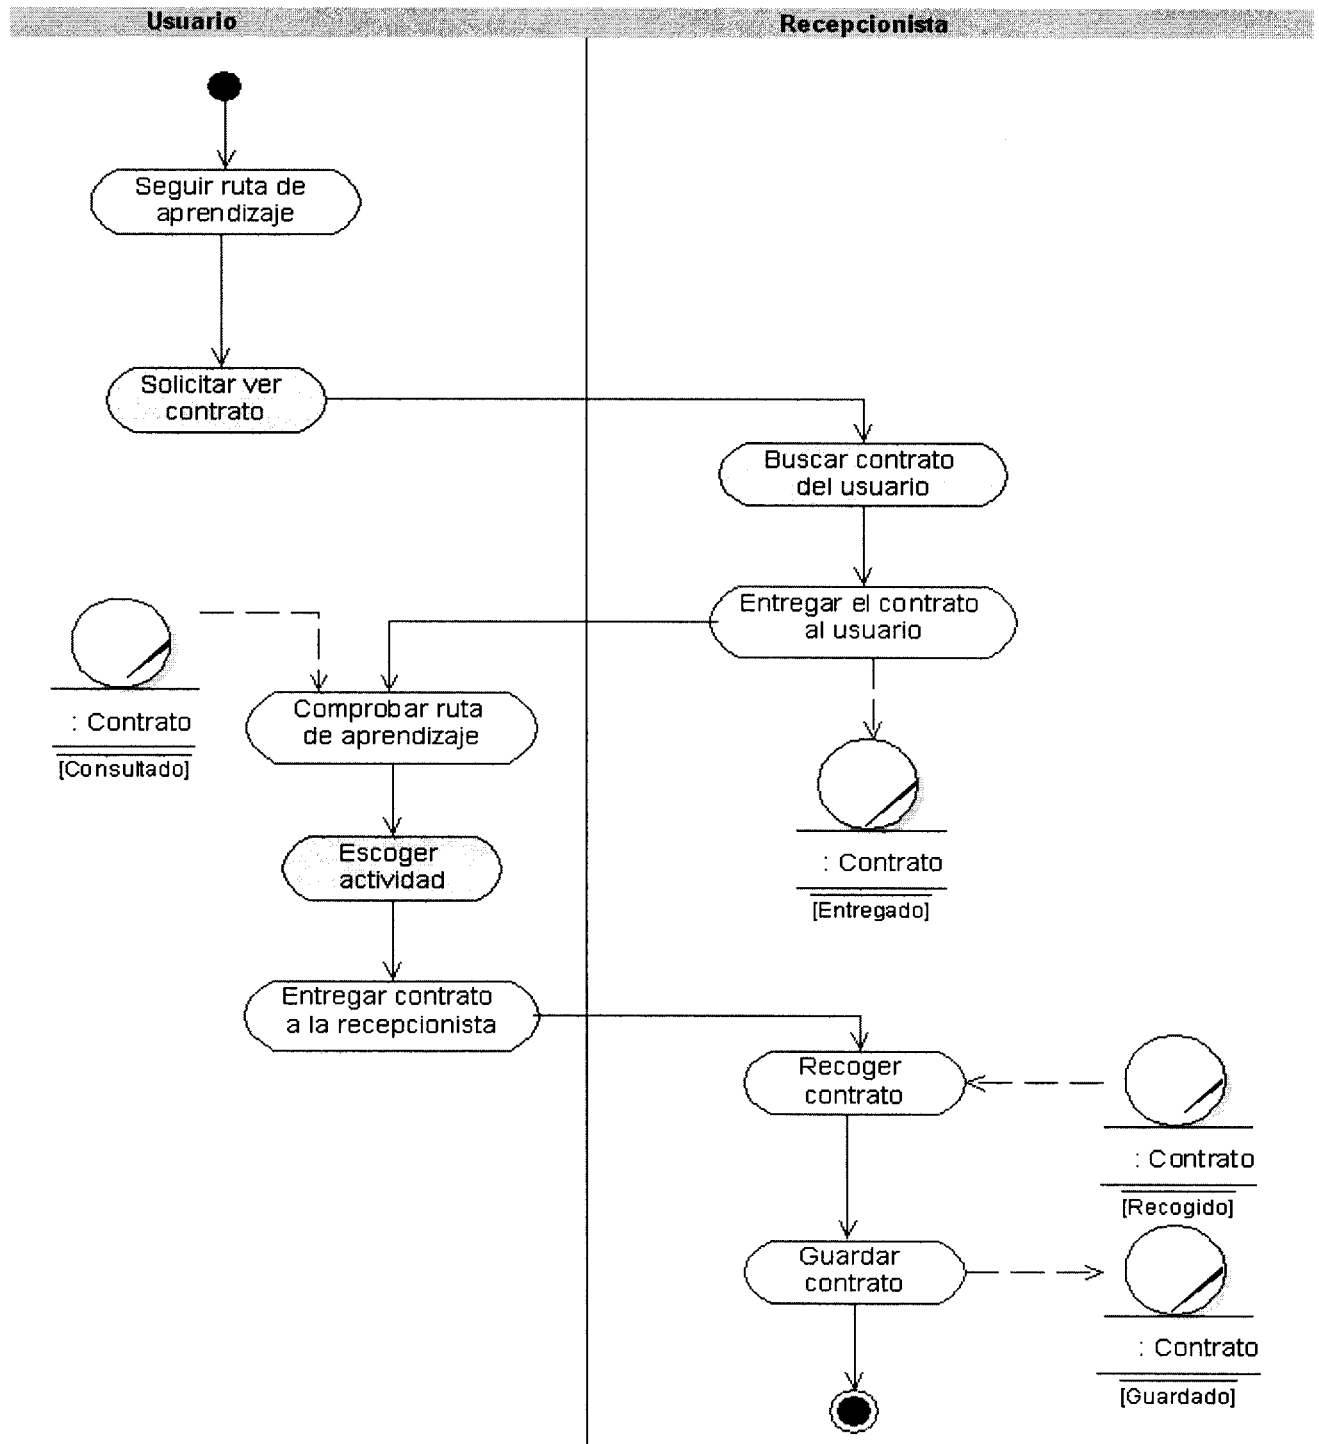 Usuario
Recepcionista
Seguir ruta de
aprendizaje
Solicitar ver
contrato
Buscar contrato
del usuario
Entregar el contrato
al usuario
: Contrato
[Consultado]
Comprobar ruta
de aprendizaje
: Contrato
[Entregado]
Escoger
actividad
Entregar contrato
a la recepcionista
Recoger
contrato
: Contrato
[Recogido]
Guardar
contrato
: Contrato
[Guardado]